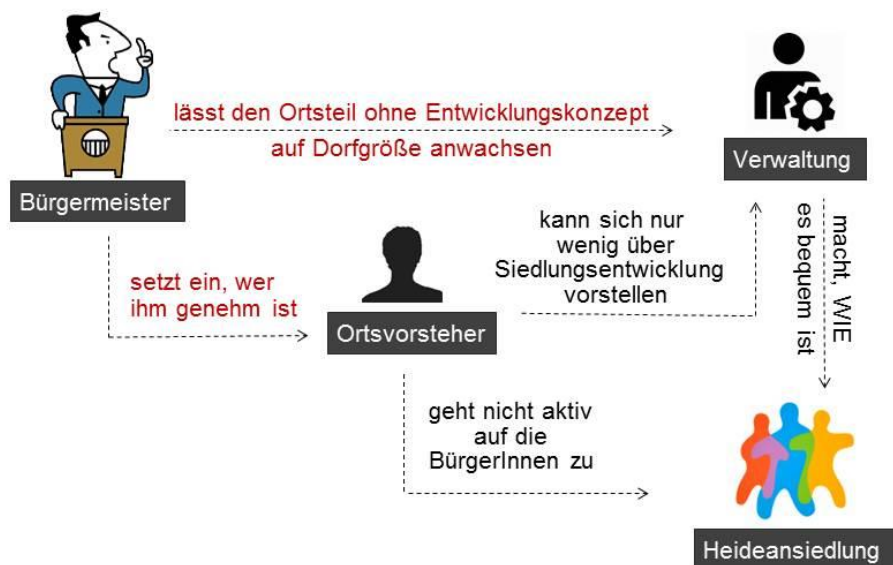 lässt den Ortsteil ohne Entwicklungskonzept
auf Dorfgröße anwachsen
Bürgermeister
Verwaltung
setzt ein, wer
ihm genehm ist
Ortsvorsteher
kann sich nur
wenig über
Siedlungsentwicklung
vorstellen
macht, WIE
es bequem ist
geht nicht aktiv
auf die
BürgerInnen zu
Heideansiedlung